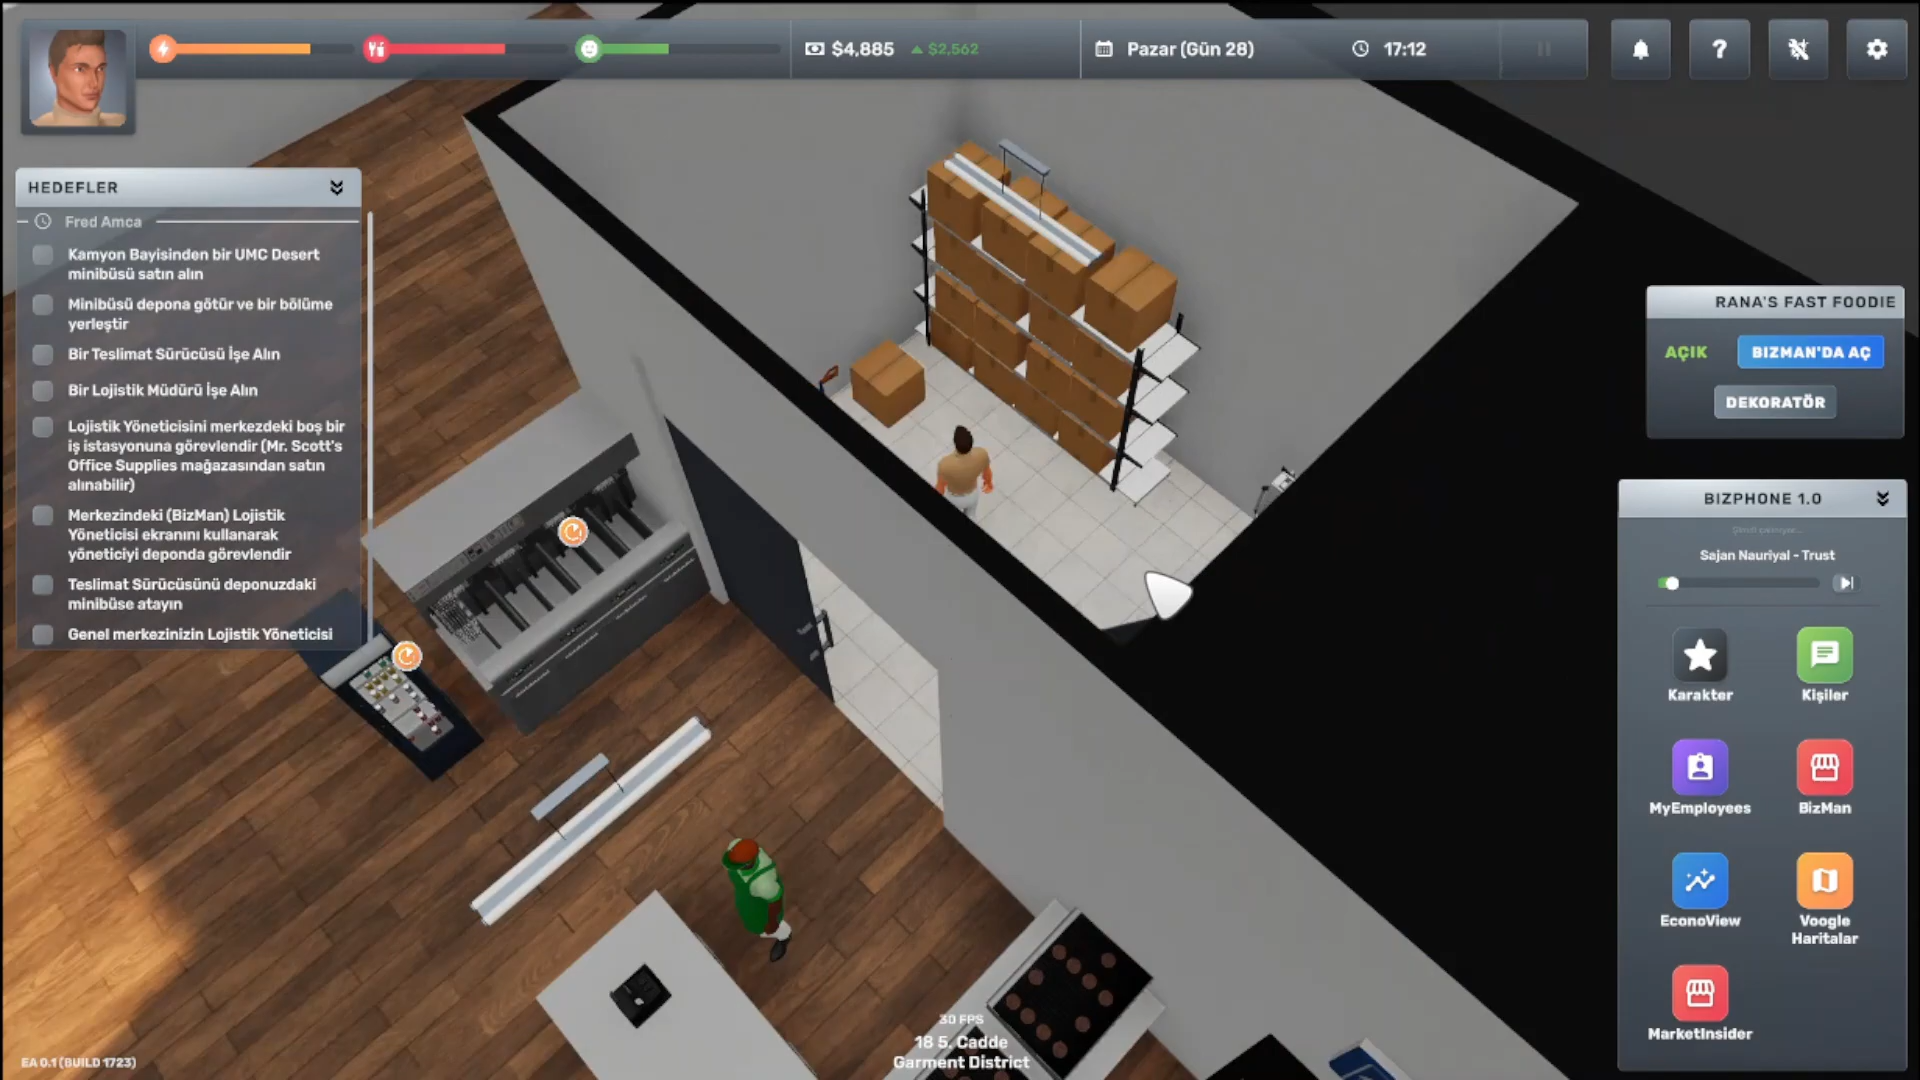 $4,885
$2,562
Pazar (Gün 28)
17:12
HEDEFLER
Fred Amca
Kamyon Bayisinden bir UMC Desert
minibüsü satın alın
Minibüsü depona götür ve bir bölüme
yerleştir
Bir Teslimat Sürücüsü İşe Alın
Bir Lojistik Müdürü İşe Alın
Lojistik Yöneticisini merkezdeki boş bir
iş istasyonuna görevlendir (Mr. Scott's
Office Supplies mağazasından satın
alınabilir)
Merkezindeki (BizMan) Lojistik
Yöneticisi ekranını kullanarak
yöneticiyi deponda görevlendir
Teslimat Sürücüsünü deponuzdaki
minibüse atayın
Genel merkezinizin Lojistik Yöneticisi
RANA'S FAST FOODIE
AÇIK
BIZMAN'DA AÇ
DEKORATÖR
BIZPHONE 1.0
Sajan Nauriyal - Trust
Karakter
Kişiler
MyEmployees
BizMan
EconoView
Voogle
Haritalar
MarketInsider
30 FPS
18 5. Cadde
Garment District
EA 0.1 (BUILD 1723)